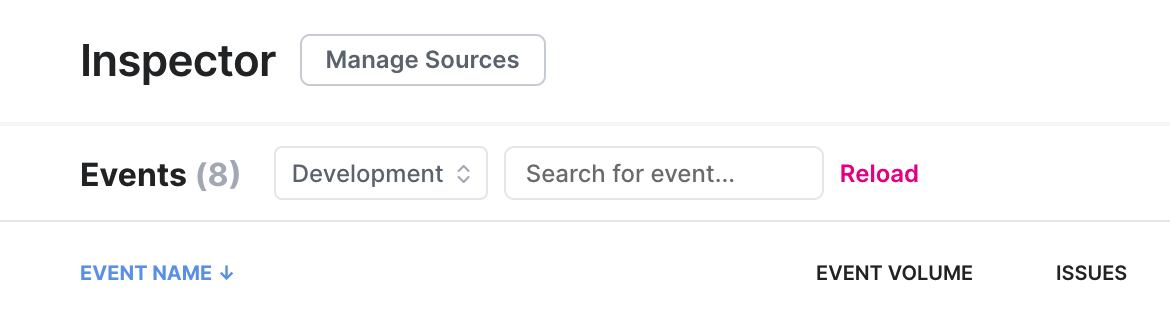 Inspector Manage Sources
Events (8) Development Search for event... Reload
EVENT NAME ↓ EVENT VOLUME ISSUES